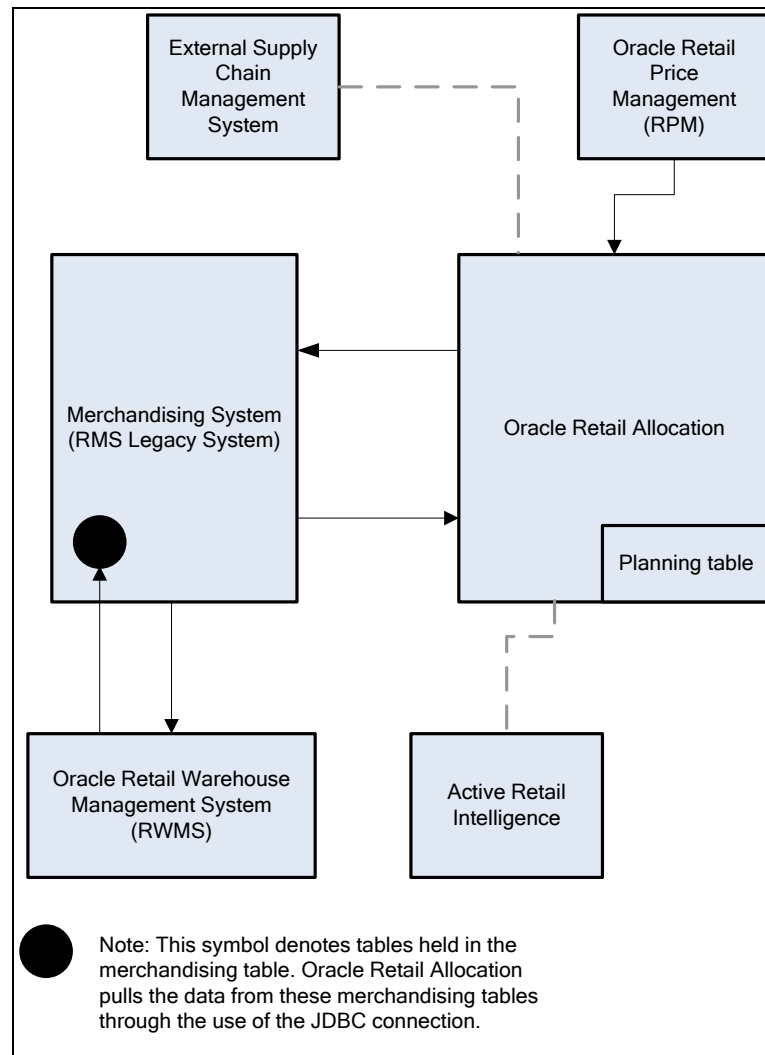 External Supply
Chain
Management
System
Oracle Retail
Price
Management
(RPM)
Merchandising System
(RMS Legacy System)
Oracle Retail Allocation
Planning table
Oracle Retail Warehouse
Management System
(RWMS)
Active Retail
Intelligence
Note: This symbol denotes tables held in the
merchandising table. Oracle Retail Allocation
pulls the data from these merchandising tables
through the use of the JDBC connection.